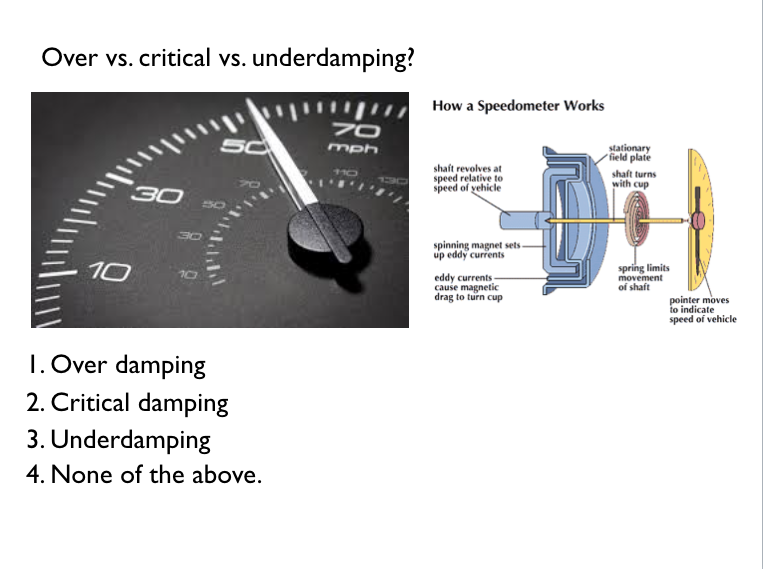 Over vs. critical vs. underdamping?
10
30
50
70
mph
10
30
50
70
110
130
How a Speedometer Works
stationary
field plate
shaft revolves at
speed relative to
speed of vehicle
shaft turns
with cup
spinning magnet sets
up eddy currents
eddy currents
cause magnetic
drag to turn cup
spring limits
movement
of shaft
pointer moves
to indicate
speed of vehicle
1. Over damping
2. Critical damping
3. Underdamping
4. None of the above.